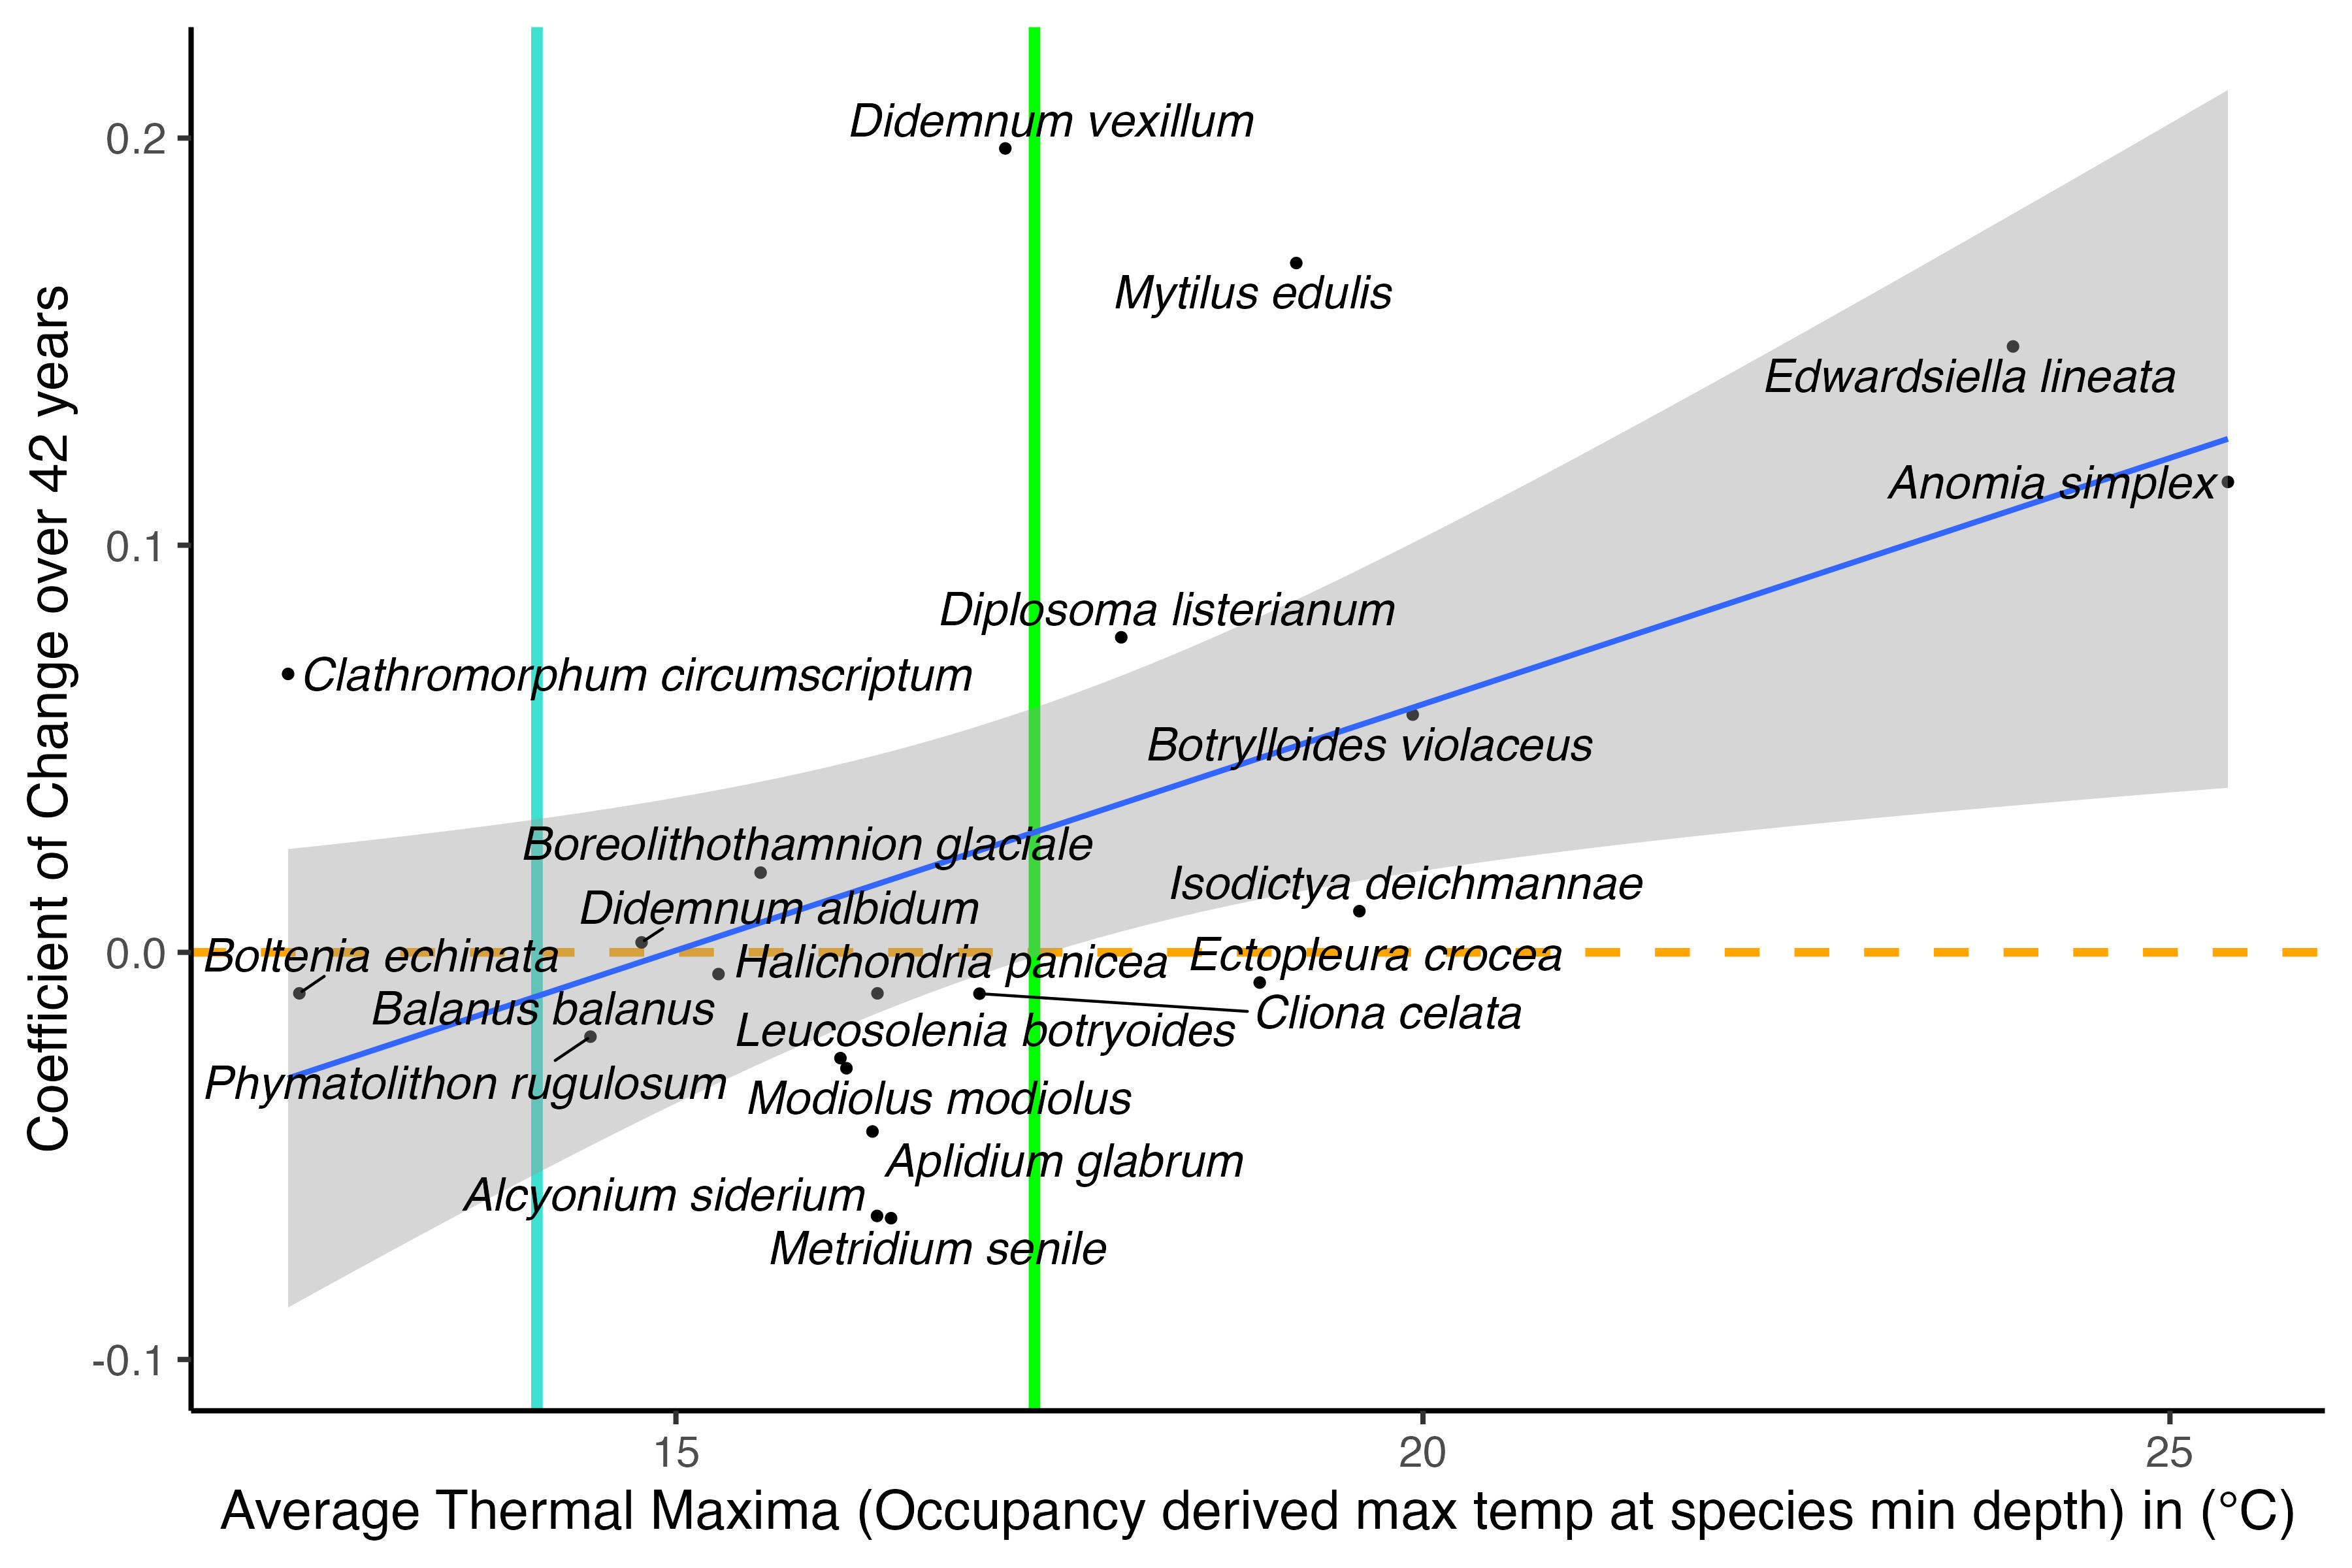 Didemnum vexillum
0.2
Mytilus edulis
Edwardsiella lineata
Anomia simplex
0.1
Diplosoma listerianum
Clathromorphum circumscriptum
Botrylloides violaceus
Boreolithothamnion glaciale
Isodictya deichmannae
Didemnum albidum
0.0
Boltenia echinata
Halichondria panicea
Ectopleura crocea
Balanus balanus
Cliona celata
Leucosolenia botryoides
Phymatolithon rugulosum
Modiolus modiolus
Aplidium glabrum
Alcyonium siderium
Metridium senile
-0.1
Coefficient of Change over 42 years
15
20
25
Average Thermal Maxima (Occupancy derived max temp at species min depth) in (°C)